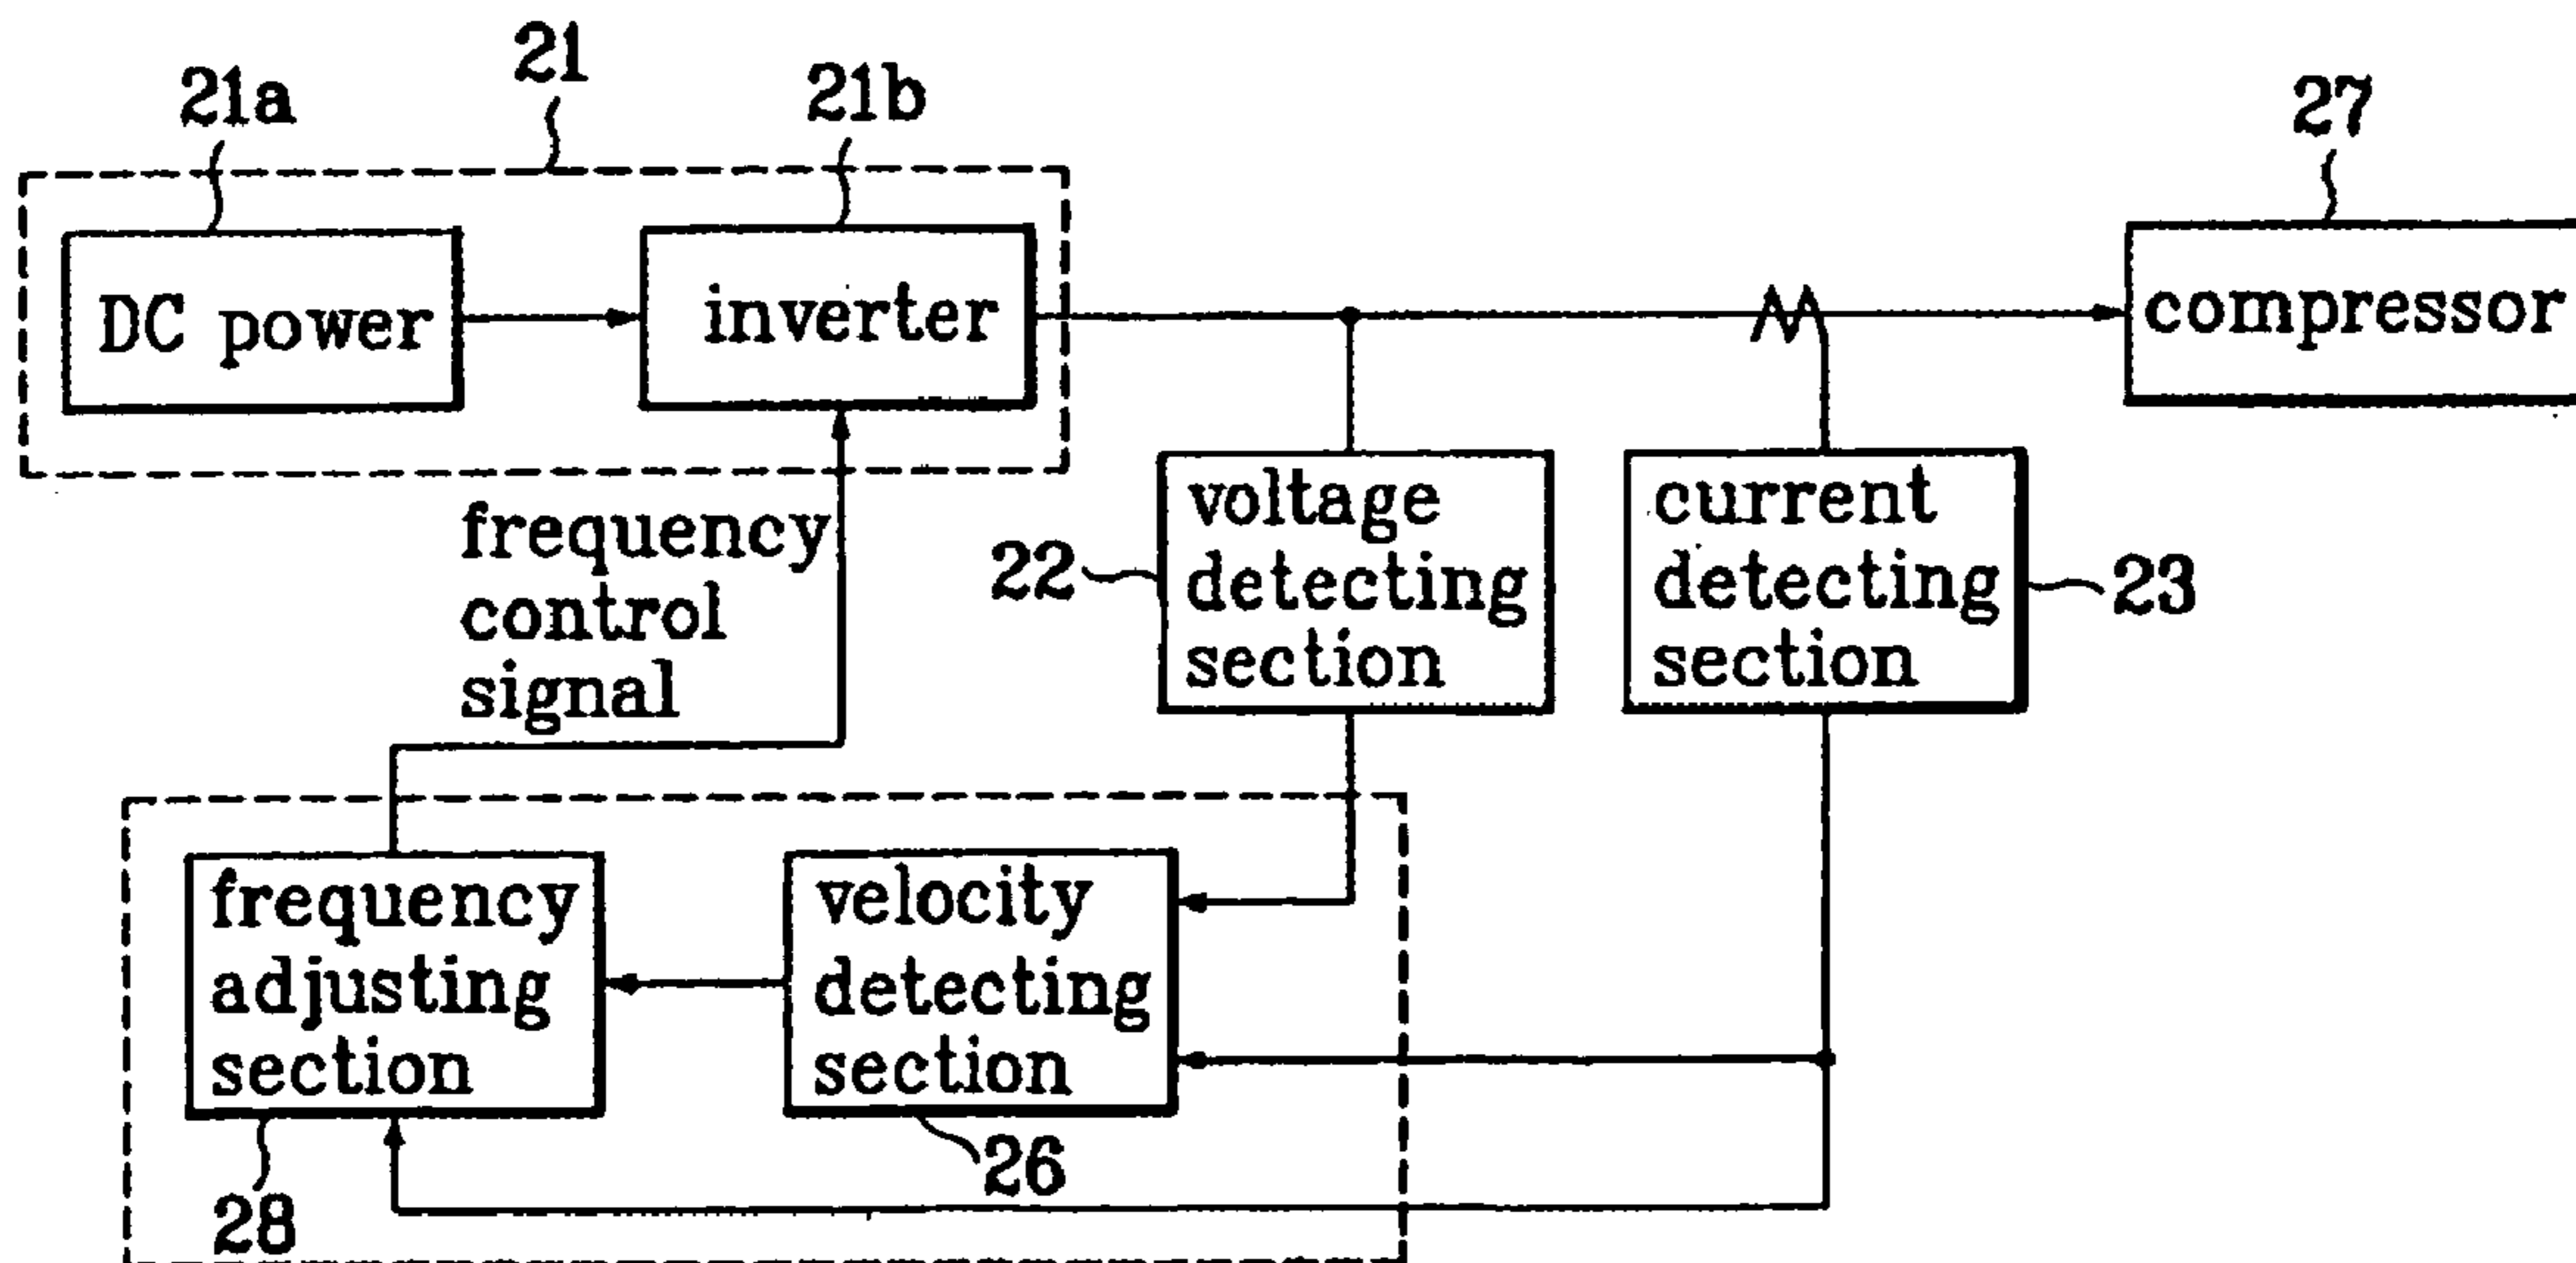 21
21a
21b
27
DC power
inverter
compressor
frequency
control
signal
22
voltage
detecting
section
current
detecting
section
23
frequency
adjusting
section
velocity
detecting
section
26
28